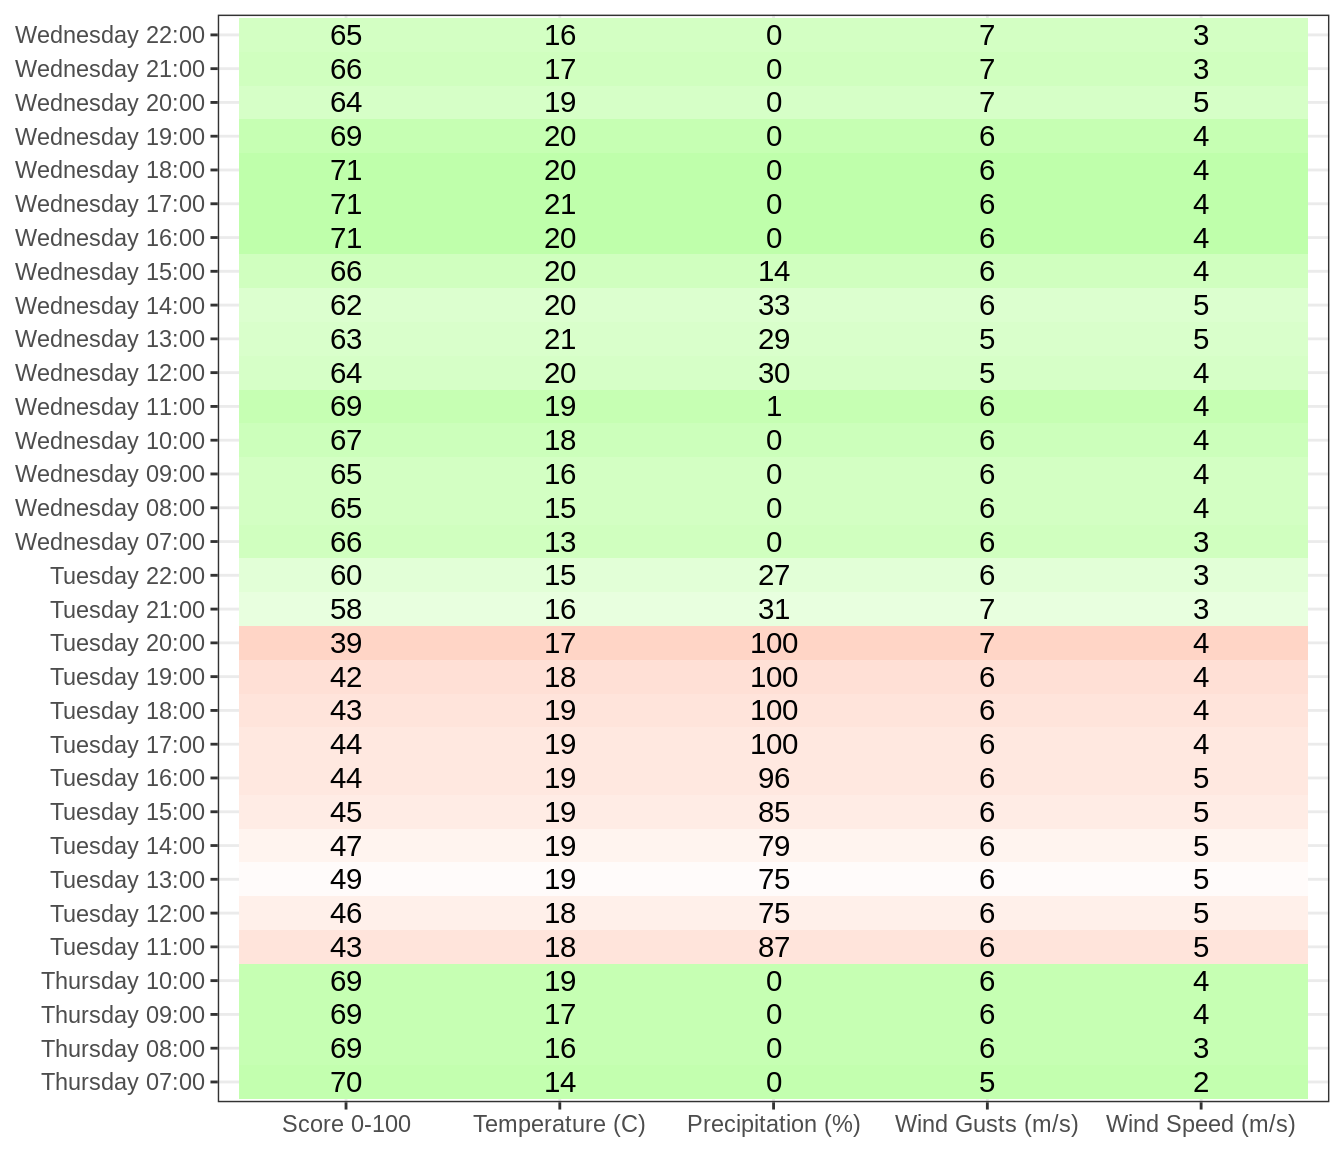 Wednesday 22:00 65 16 0 7 3
Wednesday 21:00 66 17 0 7 3
Wednesday 20:00 64 19 0 7 5
Wednesday 19:00 69 20 0 6 4
Wednesday 18:00 71 20 0 6 4
Wednesday 17:00 71 21 0 6 4
Wednesday 16:00 71 20 0 6 4
Wednesday 15:00 66 20 14 6 4
Wednesday 14:00 62 20 33 6 5
Wednesday 13:00 63 21 29 5 5
Wednesday 12:00 64 20 30 5 4
Wednesday 11:00 69 19 1 6 4
Wednesday 10:00 67 18 0 6 4
Wednesday 09:00 65 16 0 6 4
Wednesday 08:00 65 15 0 6 4
Wednesday 07:00 66 13 0 6 3
Tuesday 22:00 60 15 27 6 3
Tuesday 21:00 58 16 31 7 3
Tuesday 20:00 39 17 100 7 4
Tuesday 19:00 42 18 100 6 4
Tuesday 18:00 43 19 100 6 4
Tuesday 17:00 44 19 100 6 4
Tuesday 16:00 44 19 96 6 5
Tuesday 15:00 45 19 85 6 5
Tuesday 14:00 47 19 79 6 5
Tuesday 13:00 49 19 75 6 5
Tuesday 12:00 46 18 75 6 5
Tuesday 11:00 43 18 87 6 5
Thursday 10:00 69 19 0 6 4
Thursday 09:00 69 17 0 6 4
Thursday 08:00 69 16 0 6 3
Thursday 07:00 70 14 0 5 2
Score 0-100 Temperature (C) Precipitation (%) Wind Gusts (m/s) Wind Speed (m/s)